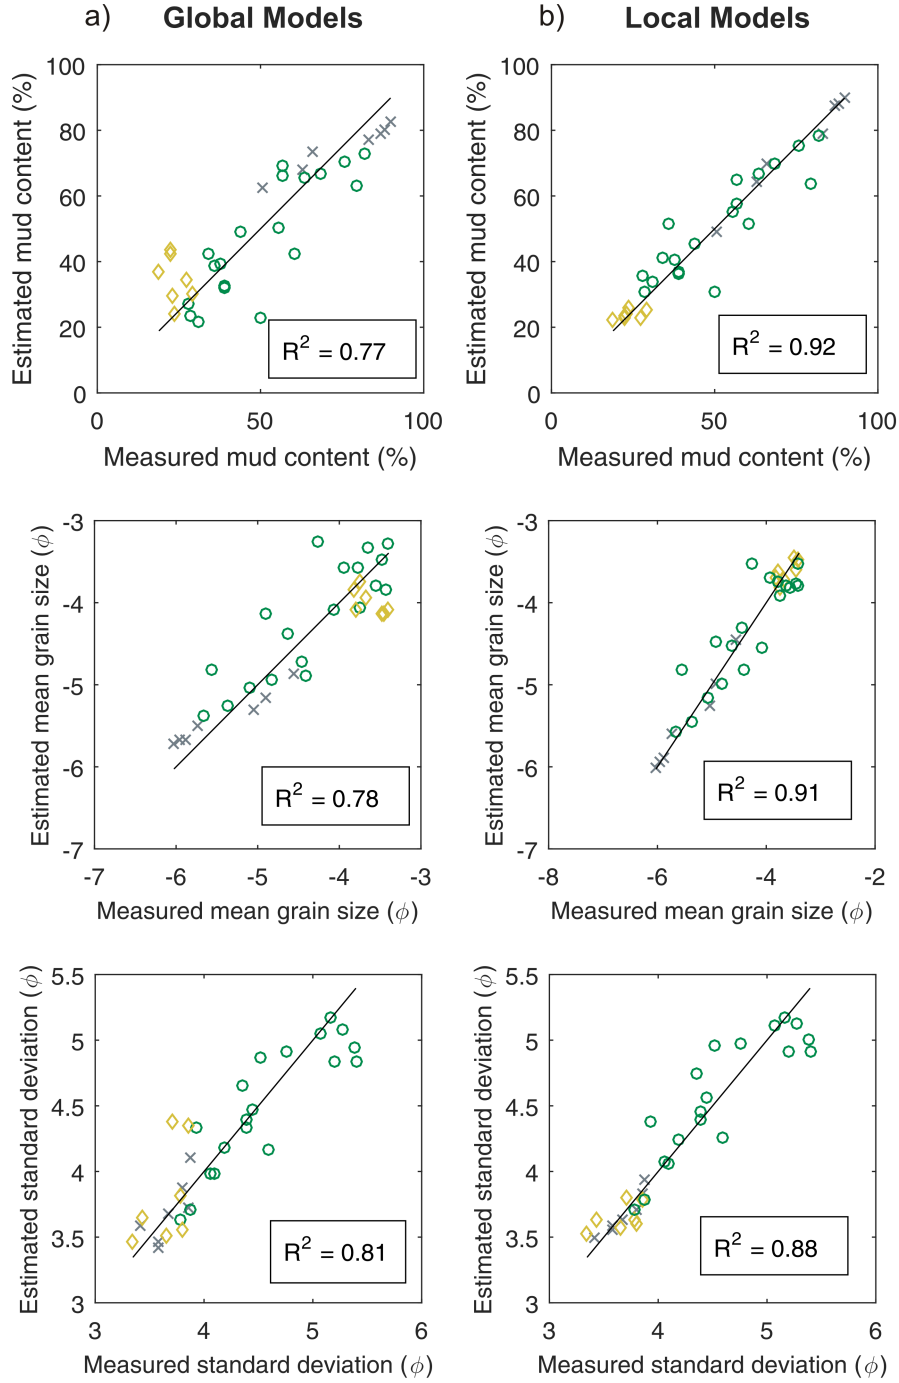 a) Global Models
b) Local Models
Estimated mud content (%)
100
80
60
40
20
0
R² = 0.77
0 50 100
Measured mud content (%)
Estimated mud content (%)
100
80
60
40
20
0
R² = 0.92
0 50 100
Measured mud content (%)
Estimated mean grain size (ϕ)
-3
-4
-5
-6
-7
R² = 0.78
-7 -6 -5 -4 -3
Measured mean grain size (ϕ)
Estimated mean grain size (ϕ)
-3
-4
-5
-6
-7
R² = 0.91
-8 -6 -4 -2
Measured mean grain size (ϕ)
Estimated standard deviation (ϕ)
5.5
5
4.5
4
3.5
3
R² = 0.81
3 4 5 6
Measured standard deviation (ϕ)
Estimated standard deviation (ϕ)
5.5
5
4.5
4
3.5
3
R² = 0.88
3 4 5 6
Measured standard deviation (ϕ)